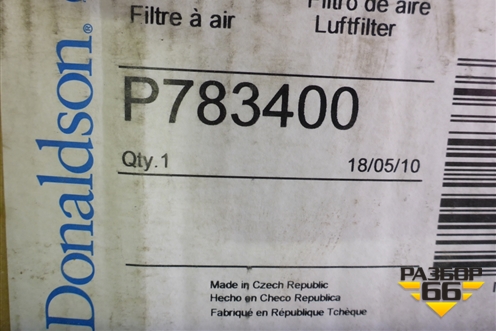 Filtro de aire
Filtre à air
Luftfilter
P783400
Qty.1
18/05/10
Donaldson.
Made in Czech Republic
Hecho en Checo Republica
Fabriqué en République Tchèque
РАЗБОР
66